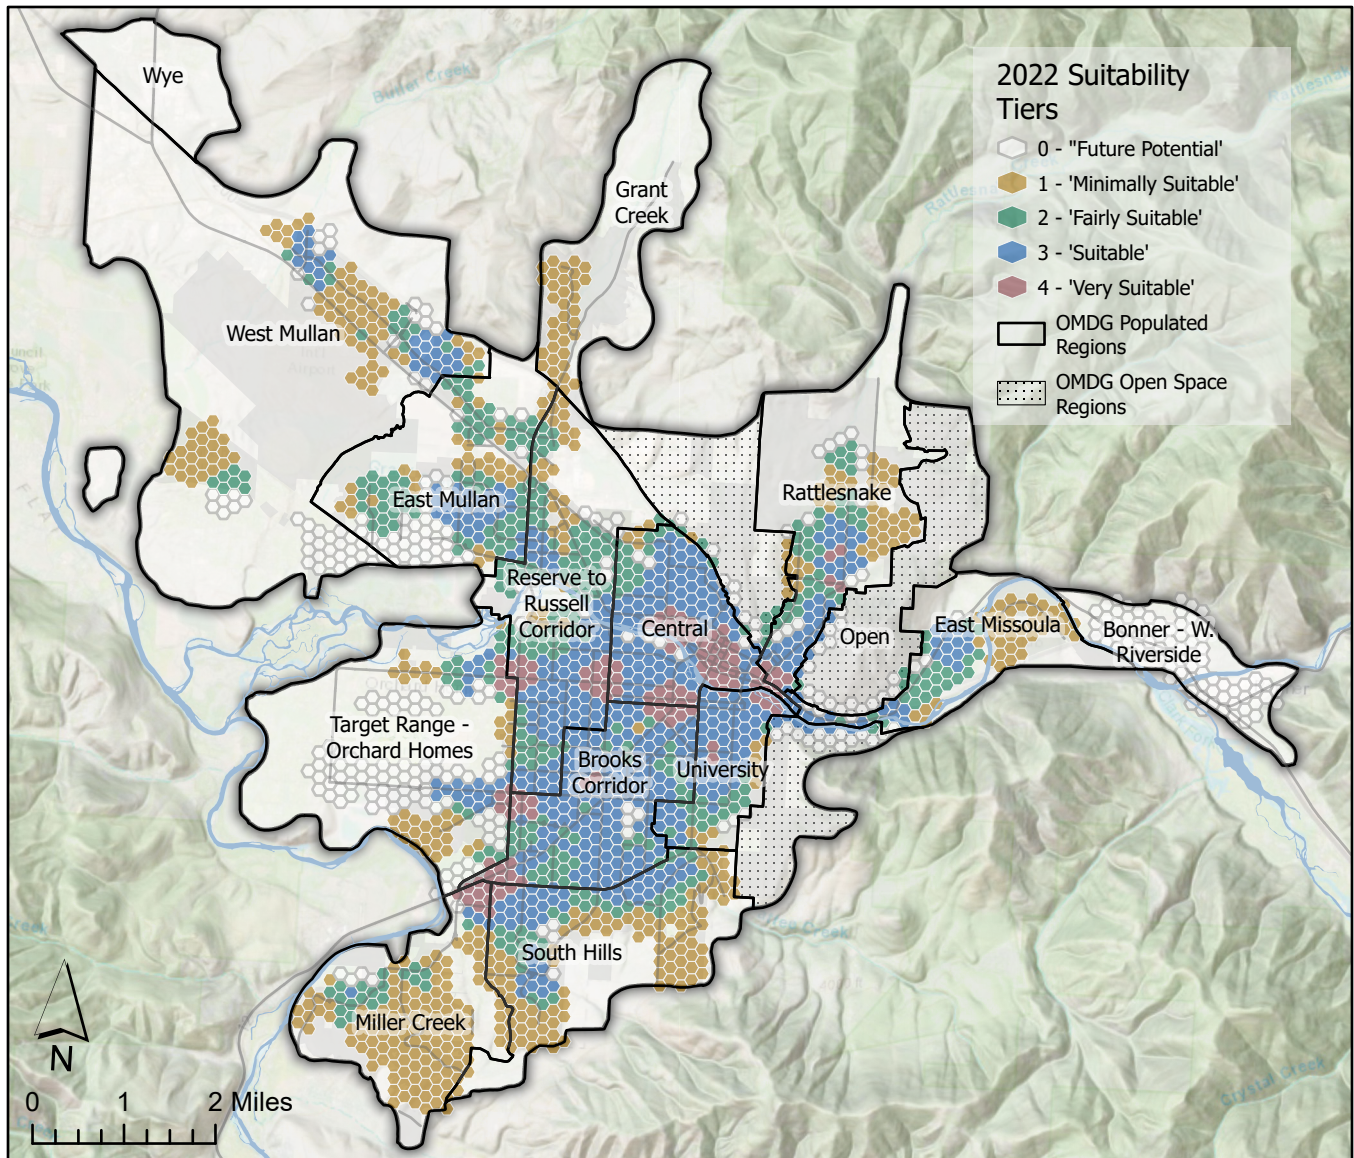 2022 Suitability
Tiers
0 - "Future Potential'
1 - 'Minimally Suitable'
2 - 'Fairly Suitable'
3 - 'Suitable'
4 - 'Very Suitable'
OMDG Populated
Regions
OMDG Open Space
Regions
Wye
Grant
Creek
West Mullan
East Mullan
Rattlesnake
Reserve to
Russell
Corridor
Central
Open
East Missoula
Bonner - W.
Riverside
Target Range -
Orchard Homes
Brooks
Corridor
University
South Hills
Miller Creek
N
0 1 2 Miles
Crystal Creek